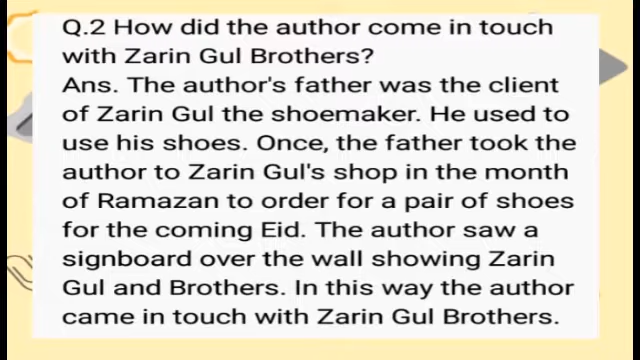 Q.2 How did the author come in touch
with Zarin Gul Brothers?
Ans. The author's father was the client
of Zarin Gul the shoemaker. He used to
use his shoes. Once, the father took the
author to Zarin Gul's shop in the month
of Ramazan to order for a pair of shoes
for the coming Eid. The author saw a
signboard over the wall showing Zarin
Gul and Brothers. In this way the author
came in touch with Zarin Gul Brothers.